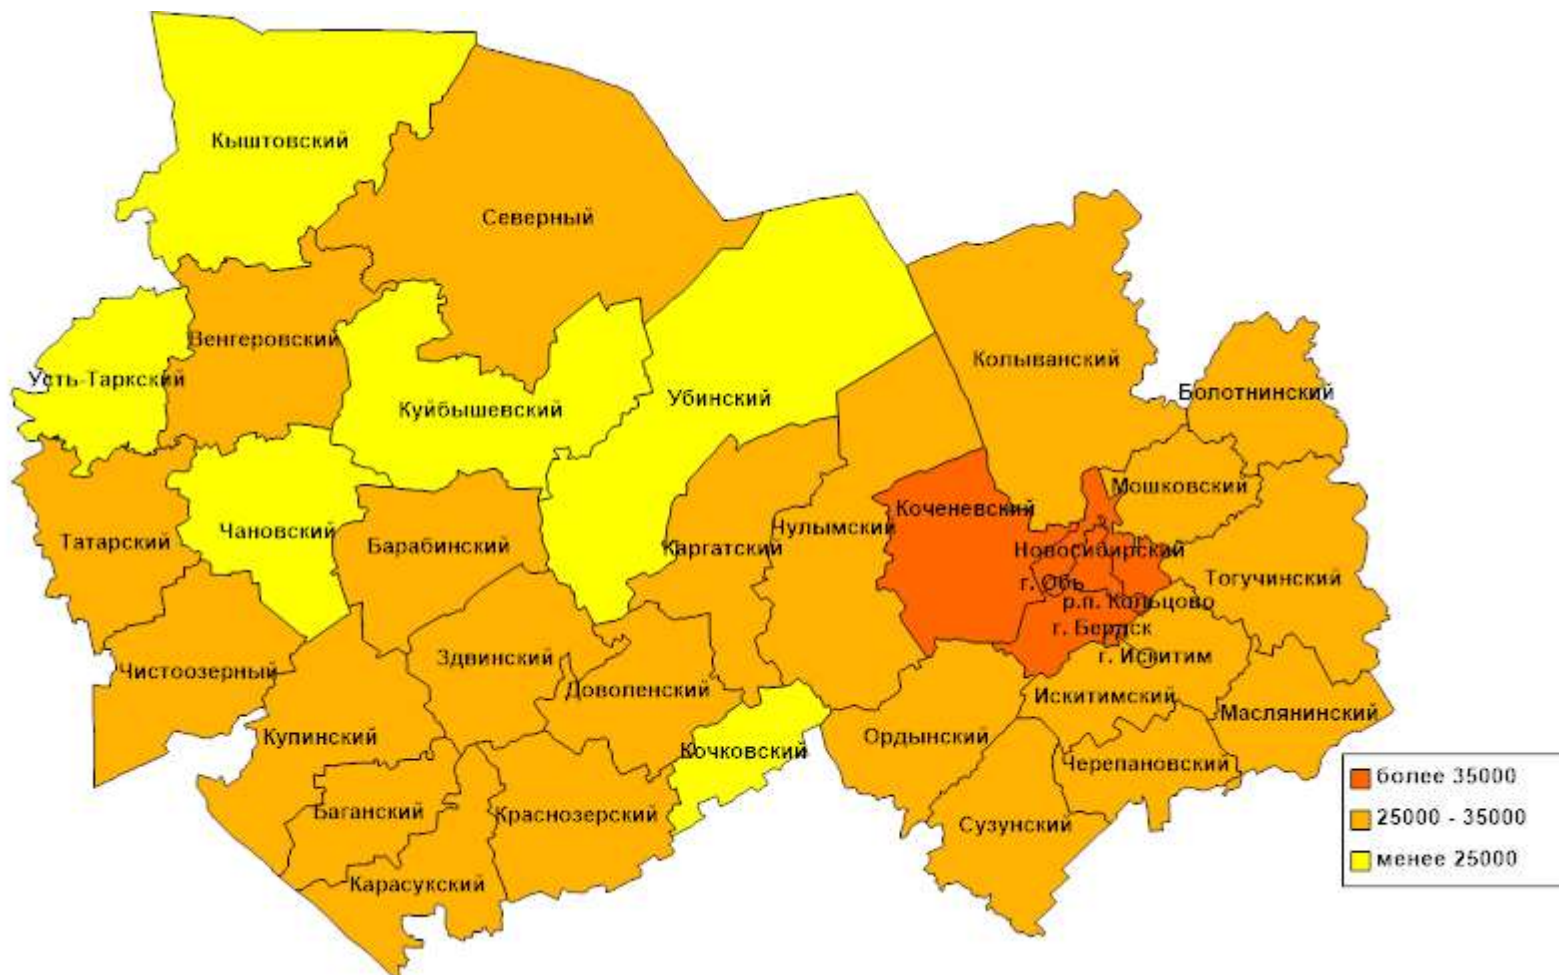 Кыштовский
Северный
Венгеровский
Колыванский
Усть-Таркский
Болотнинский
Убинский
Куйбышевский
Мошковский
Коченевский
Чулымский
Чановский
Татарский
Барабинский
Каргатский
Новосибирский
Тогучинский
г. Обь
р.п. Кольцово
г. Бердск
г. Искитим
Здвинский
Чистоозерный
Доволенский
Искитимский
Маслянинский
Купинский
Ордынский
Кочковский
Черепановский
Баганский
Краснозерский
Сузунский
Карасукский
более 35000
25000 - 35000
менее 25000